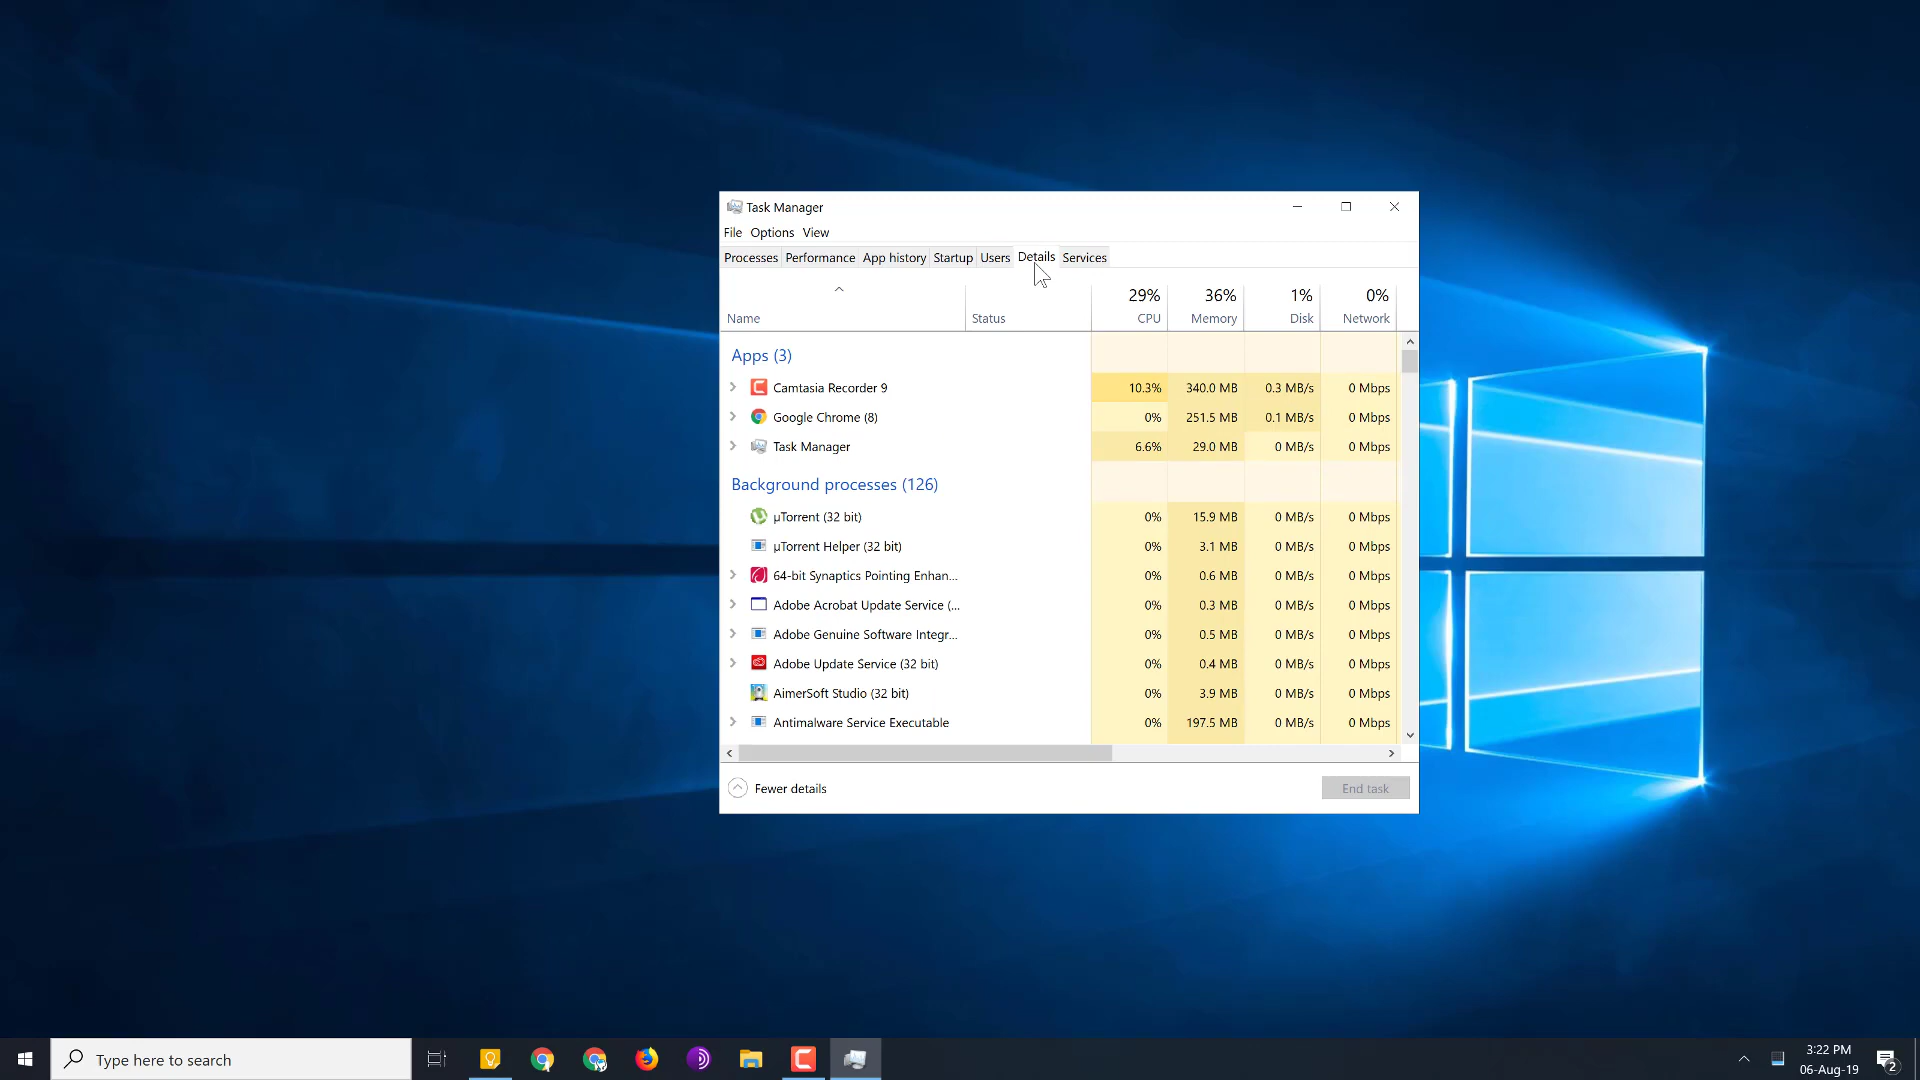 Task Manager
File Options View
Processes Performance App history Startup Users Details Services
29% 36% 1% 0%
Name Status CPU Memory Disk Network
Apps (3)
Camtasia Recorder 9 10.3% 340.0 MB 0.3 MB/s 0 Mbps
Google Chrome (8) 0% 251.5 MB 0.1 MB/s 0 Mbps
Task Manager 6.6% 29.0 MB 0 MB/s 0 Mbps
Background processes (126)
µTorrent (32 bit) 0% 15.9 MB 0 MB/s 0 Mbps
µTorrent Helper (32 bit) 0% 3.1 MB 0 MB/s 0 Mbps
64-bit Synaptics Pointing Enhan... 0% 0.6 MB 0 MB/s 0 Mbps
Adobe Acrobat Update Service (... 0% 0.3 MB 0 MB/s 0 Mbps
Adobe Genuine Software Integr... 0% 0.5 MB 0 MB/s 0 Mbps
Adobe Update Service (32 bit) 0% 0.4 MB 0 MB/s 0 Mbps
AimerSoft Studio (32 bit) 0% 3.9 MB 0 MB/s 0 Mbps
Antimalware Service Executable 0% 197.5 MB 0 MB/s 0 Mbps
Fewer details End task
Type here to search
3:22 PM
06-Aug-19
2